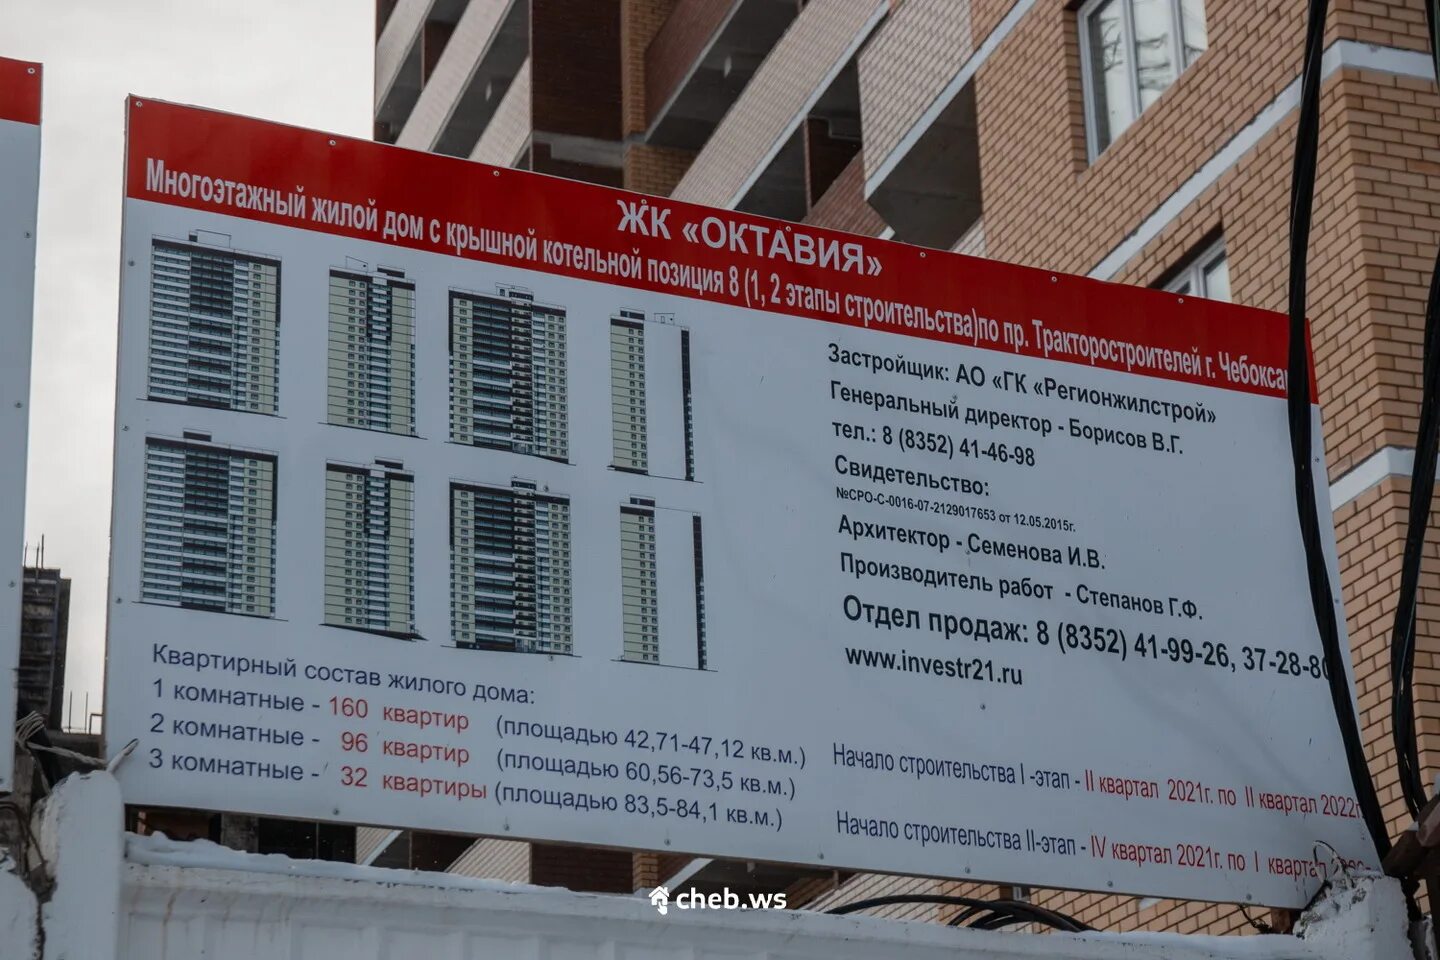 ЖК «ОКТАВИЯ»
Многоэтажный жилой дом с крышной котельной позиция 8 (1, 2 этапы строительства)по пр. Тракторостроителей г.
Застройщик: АО «ГК «Регионжилстрой»
Генеральный директор - Борисов В.Г.
тел.: 8 (8352) 41-46-98
Свидетельство:
№СРО-С-0016-07-2129017653 от 12.05.2015г.
Архитектор - Семенова И.В.
Производитель работ - Степанов Г.Ф.
Отдел продаж: 8 (8352) 41-99-26, 37-28-80
www.investr21.ru
Квартирный состав жилого дома:
1 комнатные - 160 квартир (площадью 42,71-47,12 кв.м.)
2 комнатные - 96 квартир (площадью 60,56-73,5 кв.м.)
3 комнатные - 32 квартиры (площадью 83,5-84,1 кв.м.)
Начало строительства I -этап - II квартал 2021г. по II квартал 2022г
Начало строительства II-этап - IV квартал 2021г. по I
cheb.ws